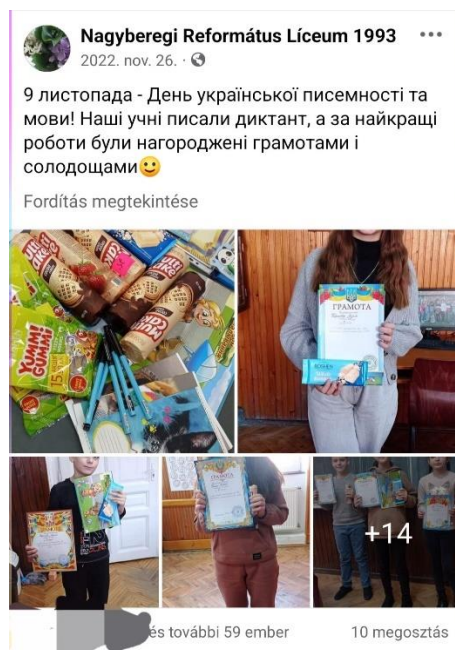 Nagyberegi Református Líceum 1993
2022. nov. 26.
9 листопада - День української писемності та
мови! Наші учні писали диктант, а за найкращі
роботи були нагороджені грамотами і
солодощами🙂
Fordítás megtekintése
YUMMI
GUMMI
ГРАМОТА
ГРАМОТА
+14
és további 59 ember
10 megosztás